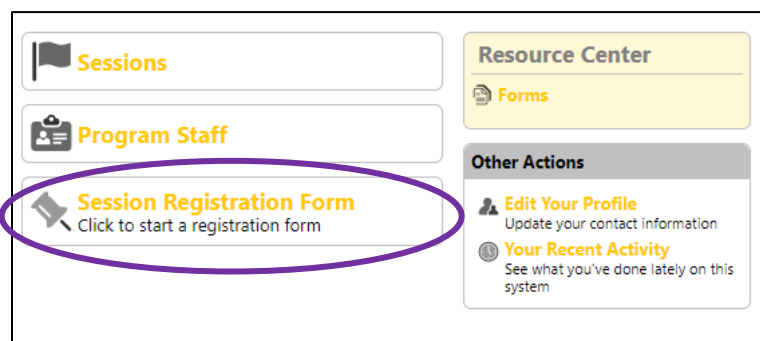 Sessions
Program Staff
Session Registration Form
Click to start a registration form
Resource Center
Forms
Other Actions
Edit Your Profile
Update your contact information
Your Recent Activity
See what you've done lately on this
system